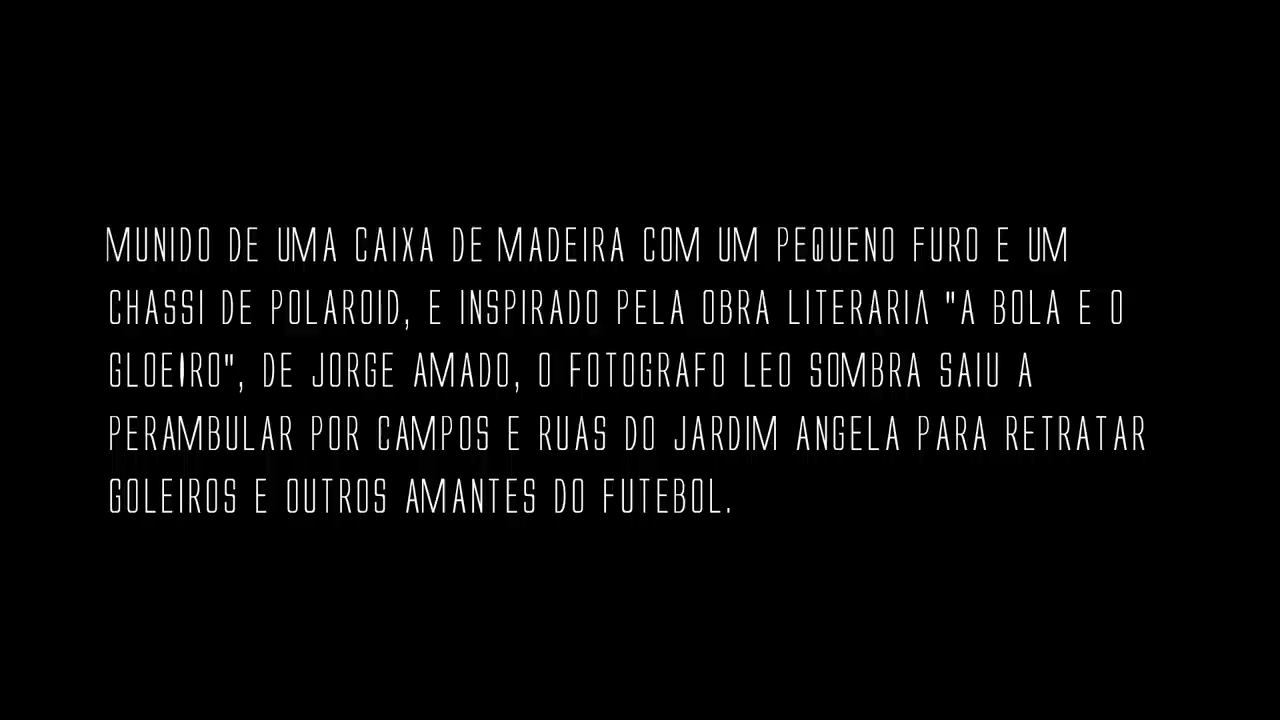 MUNIDO DE UMA CAIXA DE MADEIRA COM UM PEQUENO FURO E UM
CHASSI DE POLAROID, E INSPIRADO PELA OBRA LITERARIA "A BOLA E O
GLOEIRO", DE JORGE AMADO, O FOTOGRAFO LEO SOMBRA SAIU A
PERAMBULAR POR CAMPOS E RUAS DO JARDIM ANGELA PARA RETRATAR
GOLEIROS E OUTROS AMANTES DO FUTEBOL.